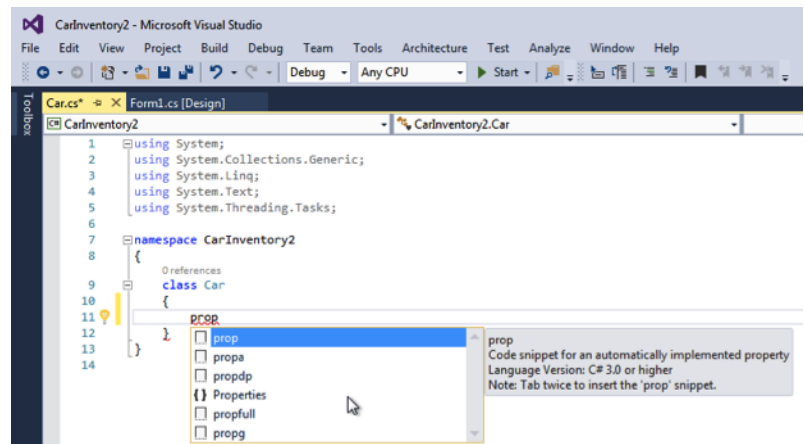 CarInventory2 - Microsoft Visual Studio
File Edit View Project Build Debug Team Tools Architecture Test Analyze Window Help
Debug Any CPU Start
Toolbox
Car.cs* Form1.cs [Design]
C# CarInventory2 CarInventory2.Car
1 using System;
2 using System.Collections.Generic;
3 using System.Linq;
4 using System.Text;
5 using System.Threading.Tasks;
6
7 namespace CarInventory2
8 {
0 references
9 class Car
10 {
11 prop
12 }
13 }
14
prop
propa
propdp
{ } Properties
propfull
propg
prop
Code snippet for an automatically implemented property
Language Version: C# 3.0 or higher
Note: Tab twice to insert the 'prop' snippet.